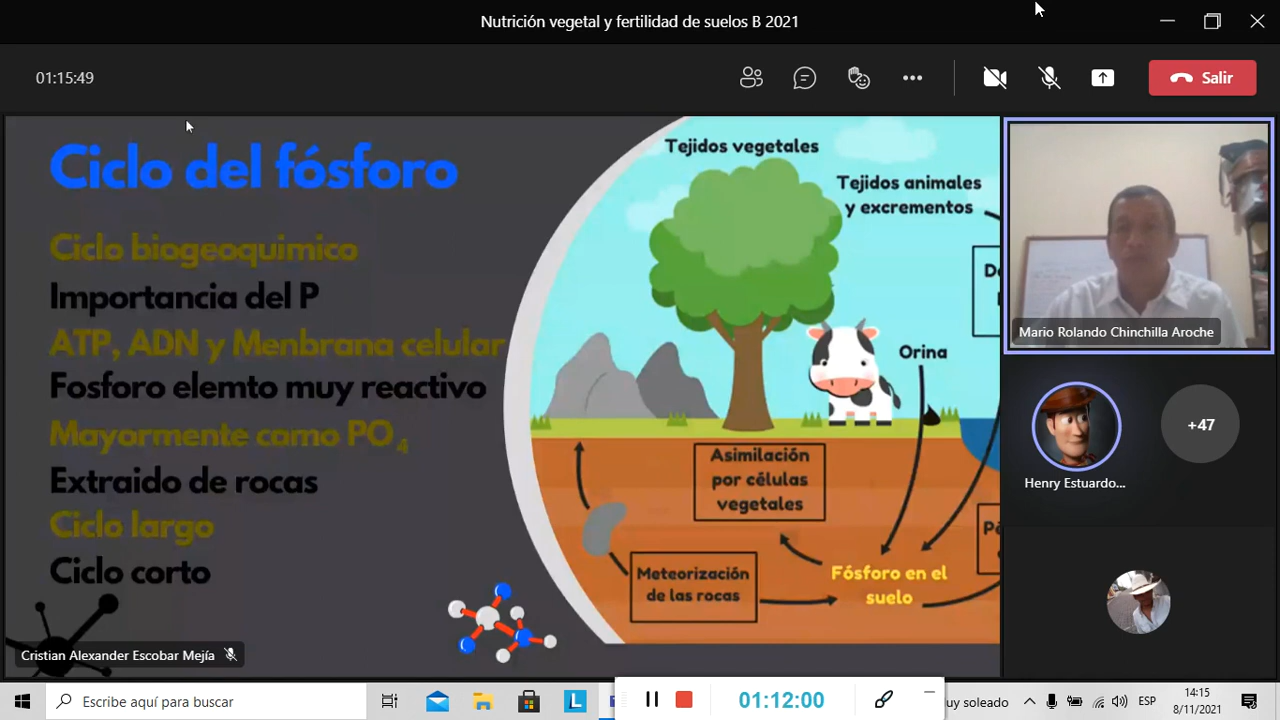 Nutrición vegetal y fertilidad de suelos B 2021
01:15:49
Salir
Ciclo del fósforo
Ciclo biogeoquimico
Importancia del P
ATP, ADN y Menbrana celular
Fosforo elemto muy reactivo
Mayormente como PO4
Extraido de rocas
Ciclo largo
Ciclo corto
Tejidos vegetales
Tejidos animales
y excrementos
Orina
Asimilación
por células
vegetales
Meteorización
de las rocas
Fósforo en el
suelo
Cristian Alexander Escobar Mejía
Mario Rolando Chinchilla Aroche
Henry Estuardo...
+47
Escribe aquí para buscar
L
01:12:00
soleado
ESP
14:15
8/11/2021